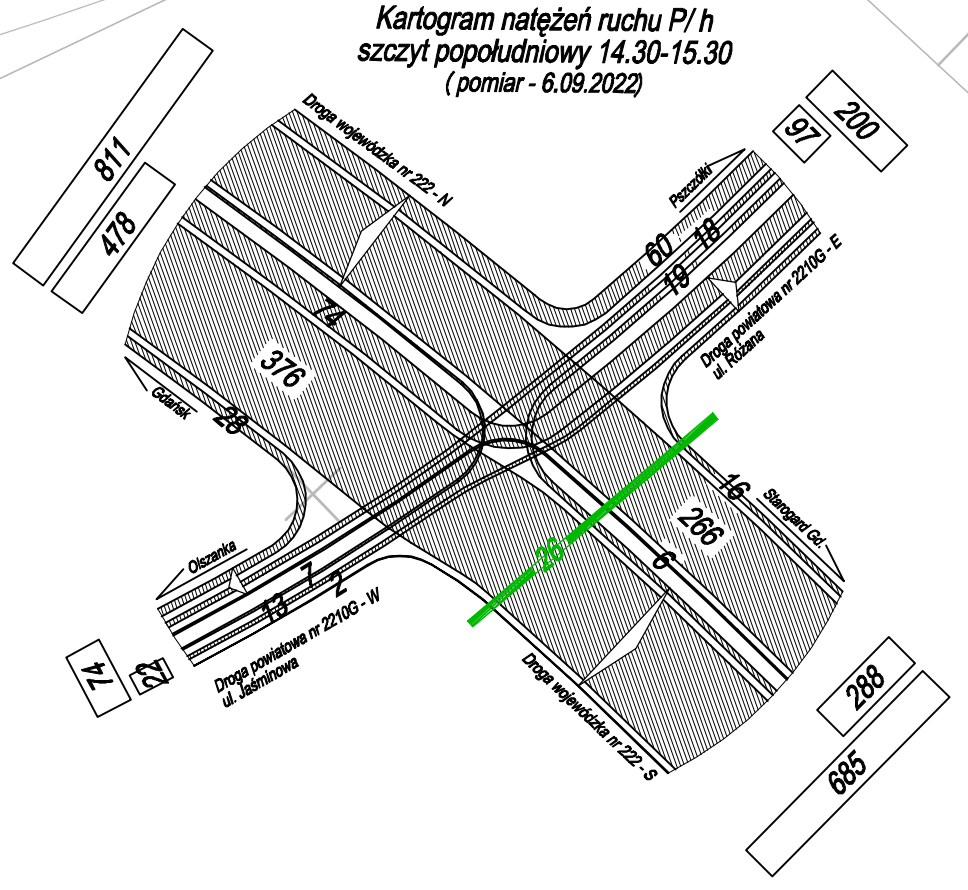 Kartogram natężeń ruchu P/ h
szczyt popołudniowy 14.30-15.30
( pomiar - 6.09.2022)
Droga wojewódzka nr 222 - N
811
478
200
97
Pszczółki
60
18
19
Droga powiatowa nr 2210G - E
ul. Różana
74
376
Gdańsk
28
16
266
Starogard Gd.
26
6
Olszanka
7
2
13
Droga powiatowa nr 2210G - W
ul. Jaśminowa
74
22
Droga wojewódzka nr 222 - S
288
685